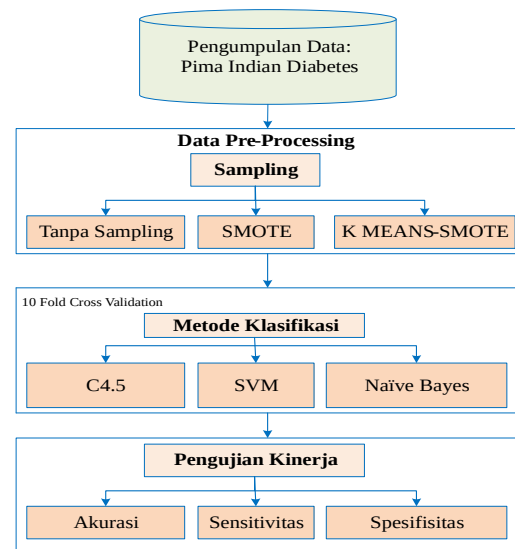 Pengumpulan Data:
Pima Indian Diabetes
Data Pre-Processing
Sampling
Tanpa Sampling
SMOTE
K MEANS-SMOTE
10 Fold Cross Validation
Metode Klasifikasi
C4.5
SVM
Naïve Bayes
Pengujian Kinerja
Akurasi
Sensitivitas
Spesifisitas